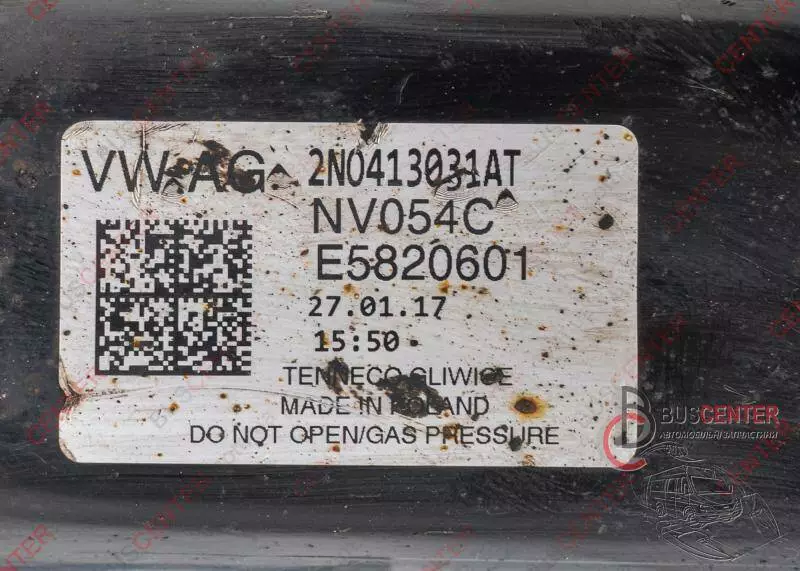 VW AG 2N0413031AT
NV054C
E5820601
27.01.17
15:50
TENNECO GLIWICE
MADE IN POLAND
DO NOT OPEN/GAS PRESSURE
BUSCENTER
АВТОМОБІЛЬНІ ЗАПЧАСТИНИ